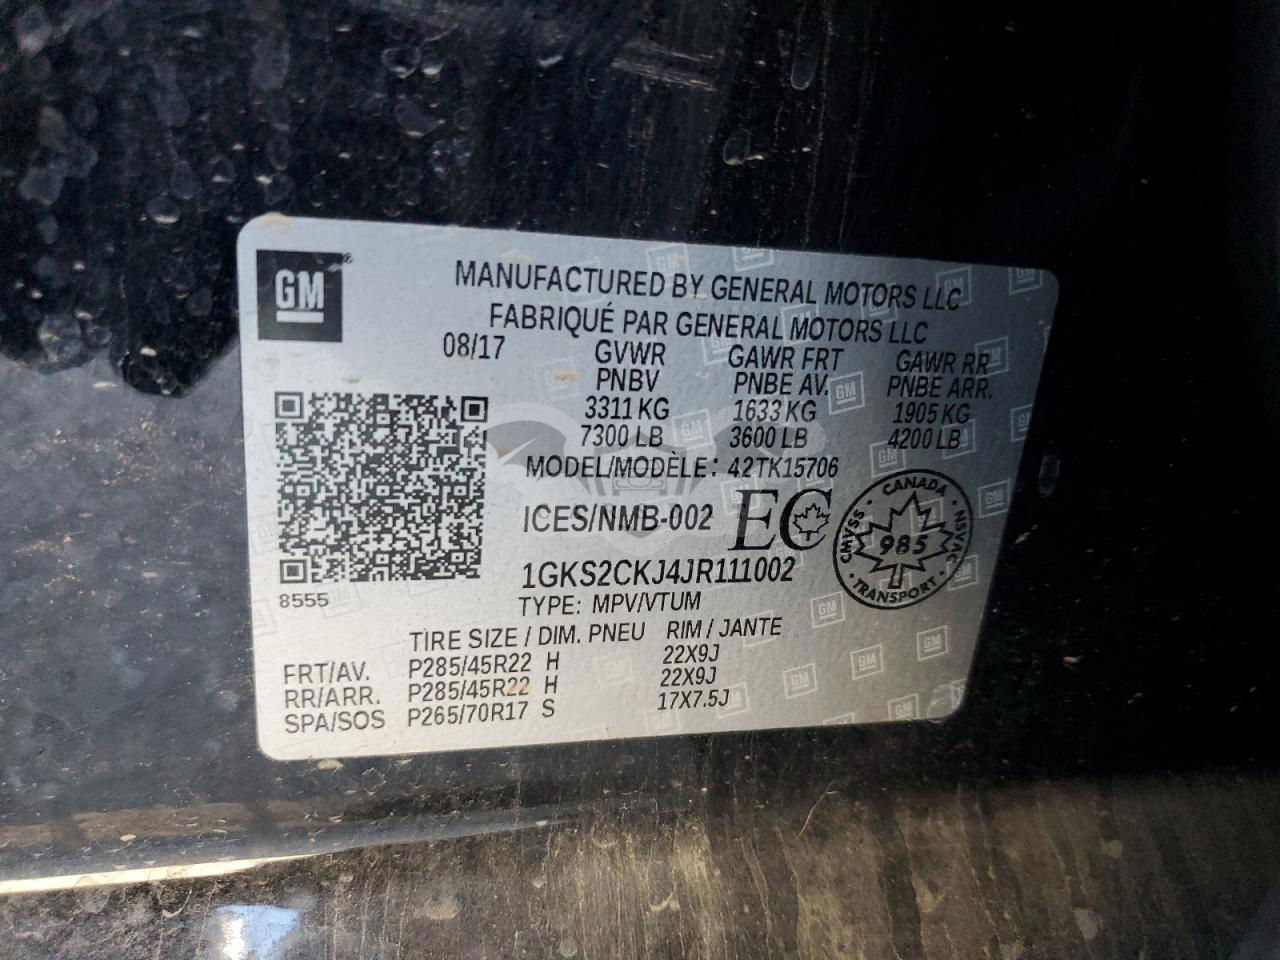 GM
MANUFACTURED BY GENERAL MOTORS LLC
FABRIQUÉ PAR GENERAL MOTORS LLC
08/17 GVWR GAWR FRT GAWR RR
PNBV PNBE AV. PNBE ARR.
3311 KG 1633 KG 1905 KG
7300 LB 3600 LB 4200 LB
MODEL/MODÈLE: 42TK15706
ICES/NMB-002 EC
CANADA
CMVSS • NSVAC
985
TRANSPORT
1GKS2CKJ4JR111002
8555
TYPE: MPV/VTUM
TIRE SIZE / DIM. PNEU RIM / JANTE
FRT/AV. P285/45R22 H 22X9J
RR/ARR. P285/45R22 H 22X9J
SPA/SOS P265/70R17 S 17X7.5J